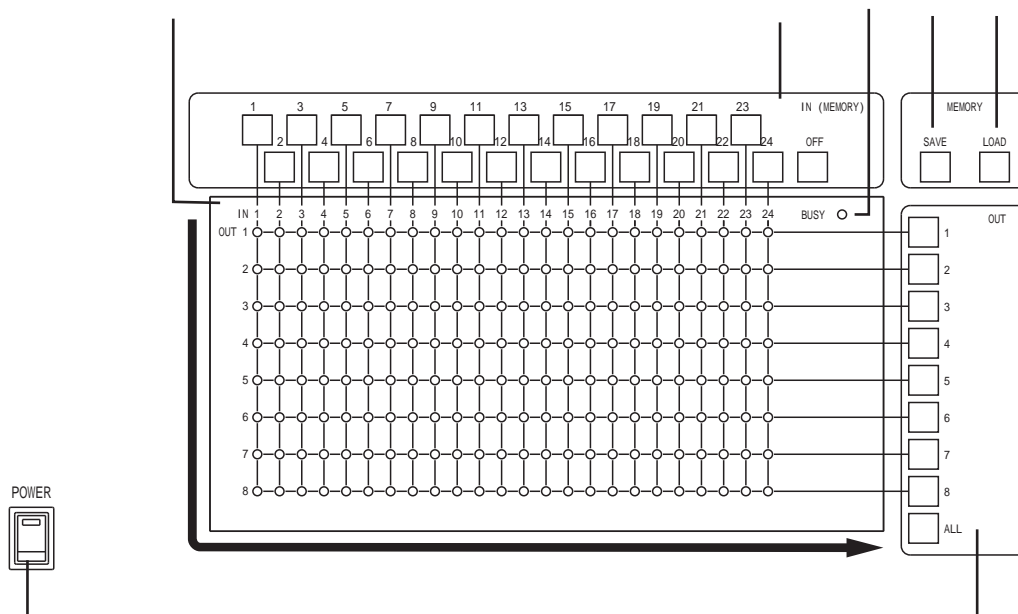 1 3 5 7 9 11 13 15 17 19 21 23 IN (MEMORY)
MEMORY
2 4 6 8 10 12 14 16 18 20 22 24 OFF
SAVE LOAD
IN 1 2 3 4 5 6 7 8 9 10 11 12 13 14 15 16 17 18 19 20 21 22 23 24 BUSY
OUT
OUT 1
2
3
4
5
6
7
8
1
2
3
4
5
6
7
8
ALL
POWER